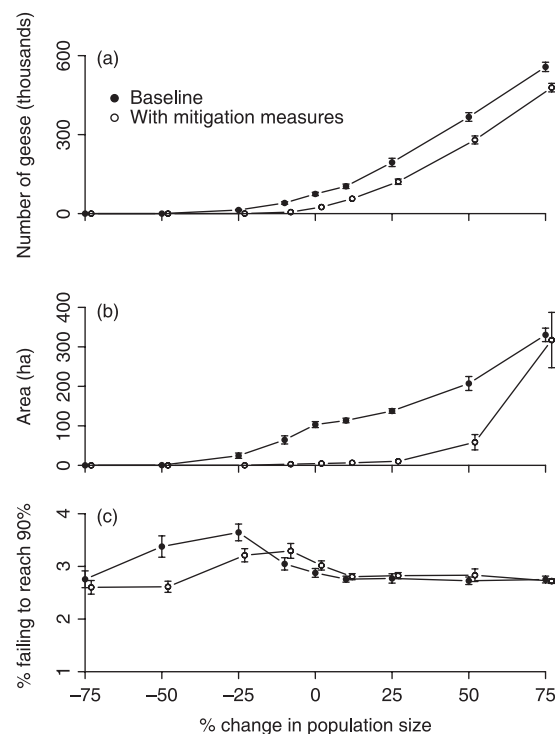 (a)
Baseline
With mitigation measures
Number of geese (thousands)
600
300
0
(b)
Area (ha)
400
300
200
100
0
(c)
% failing to reach 90%
4
3
2
1
–75 –50 –25 0 25 50 75
% change in population size